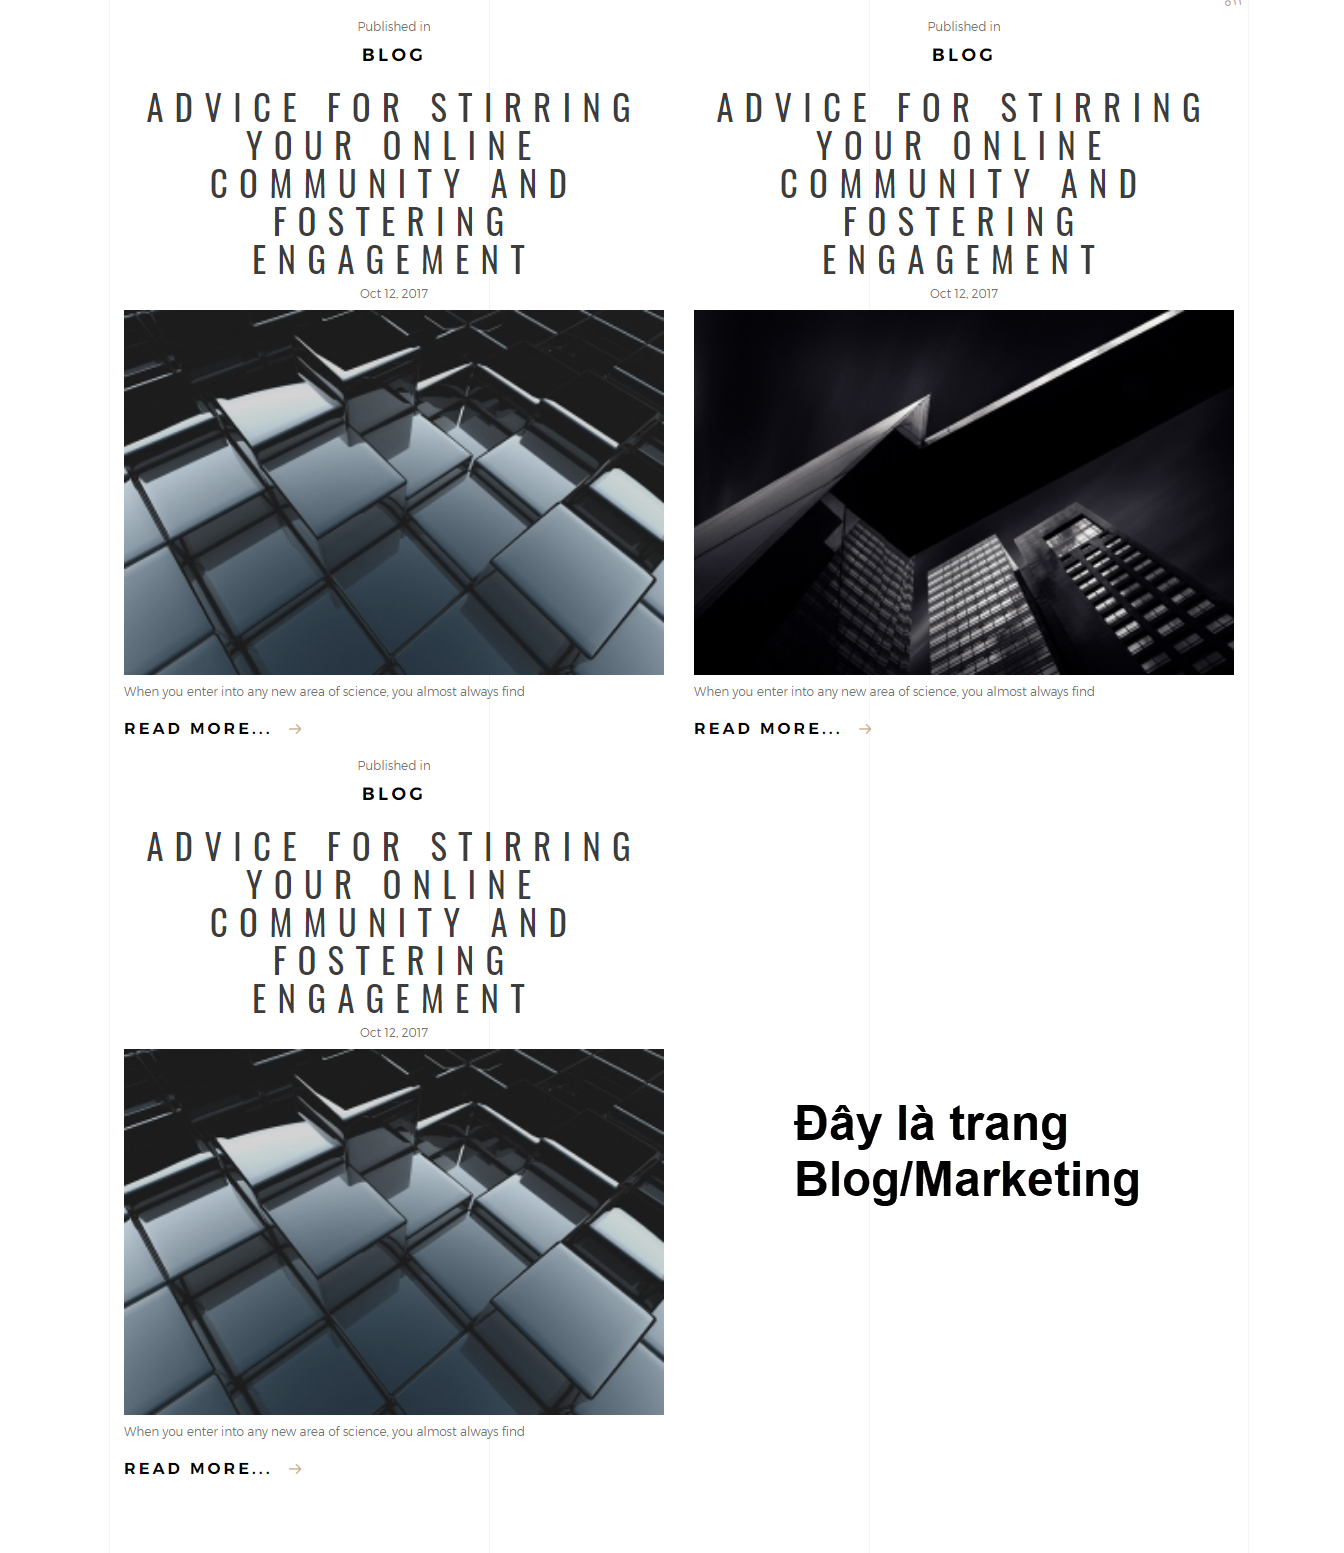 Published in
BLOG
ADVICE FOR STIRRING
YOUR ONLINE
COMMUNITY AND
FOSTERING
ENGAGEMENT
Oct 12, 2017
When you enter into any new area of science, you almost always find
READ MORE... →
Published in
BLOG
ADVICE FOR STIRRING
YOUR ONLINE
COMMUNITY AND
FOSTERING
ENGAGEMENT
Oct 12, 2017
When you enter into any new area of science, you almost always find
READ MORE... →
Published in
BLOG
ADVICE FOR STIRRING
YOUR ONLINE
COMMUNITY AND
FOSTERING
ENGAGEMENT
Oct 12, 2017
When you enter into any new area of science, you almost always find
READ MORE... →
Đây là trang
Blog/Marketing